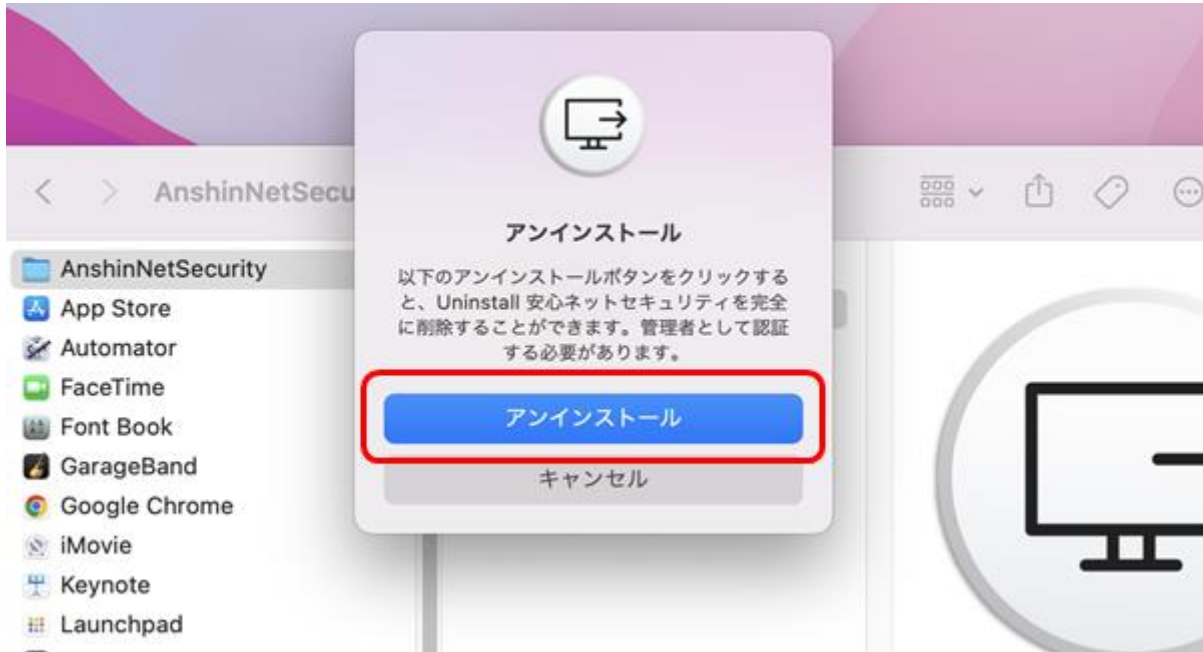 AnshinNetSecu
アンインストール
以下のアンインストールボタンをクリックする
と、Uninstall 安心ネットセキュリティを完全
に削除することができます。管理者として認証
する必要があります。
アンインストール
キャンセル
AnshinNetSecurity
App Store
Automator
FaceTime
Font Book
GarageBand
Google Chrome
iMovie
Keynote
Launchpad